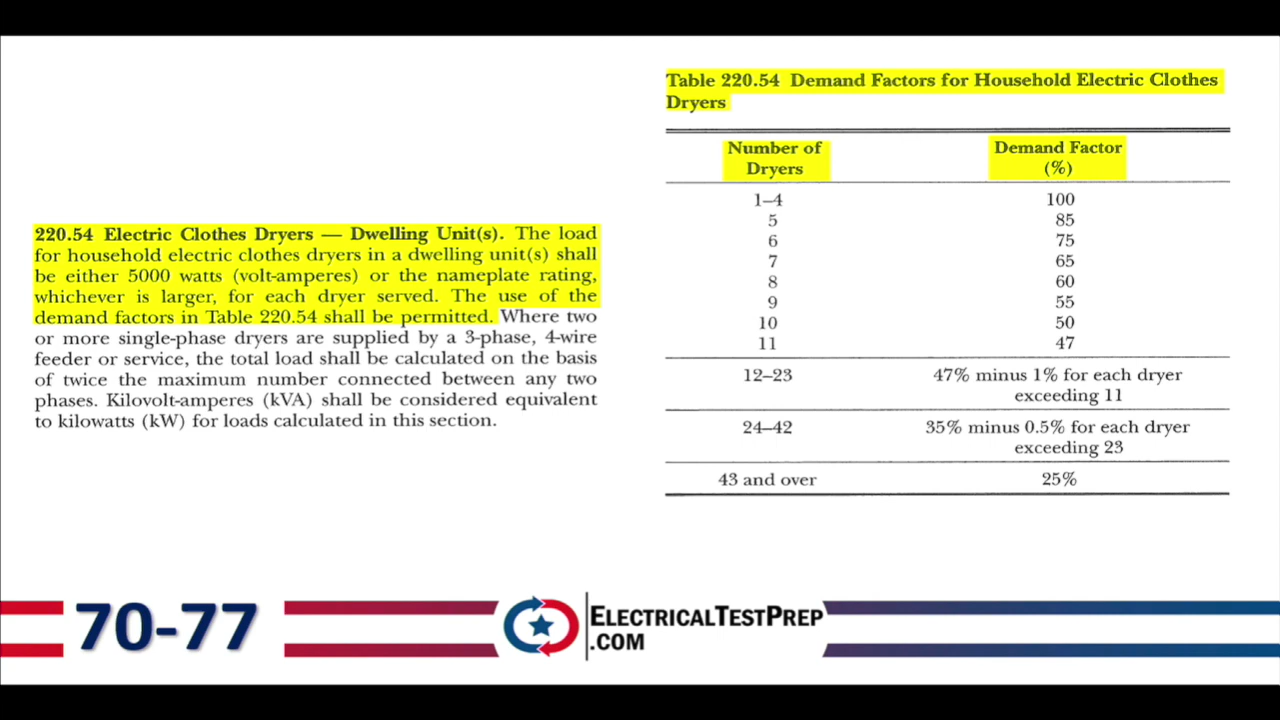 220.54 Electric Clothes Dryers — Dwelling Unit(s). The load
for household electric clothes dryers in a dwelling unit(s) shall
be either 5000 watts (volt-amperes) or the nameplate rating,
whichever is larger, for each dryer served. The use of the
demand factors in Table 220.54 shall be permitted. Where two
or more single-phase dryers are supplied by a 3-phase, 4-wire
feeder or service, the total load shall be calculated on the basis
of twice the maximum number connected between any two
phases. Kilovolt-amperes (kVA) shall be considered equivalent
to kilowatts (kW) for loads calculated in this section.
Table 220.54 Demand Factors for Household Electric Clothes
Dryers
Number of Dryers Demand Factor (%)
1–4 100
5 85
6 75
7 65
8 60
9 55
10 50
11 47
12–23 47% minus 1% for each dryer
exceeding 11
24–42 35% minus 0.5% for each dryer
exceeding 23
43 and over 25%
70-77
ELECTRICALTESTPREP
.COM